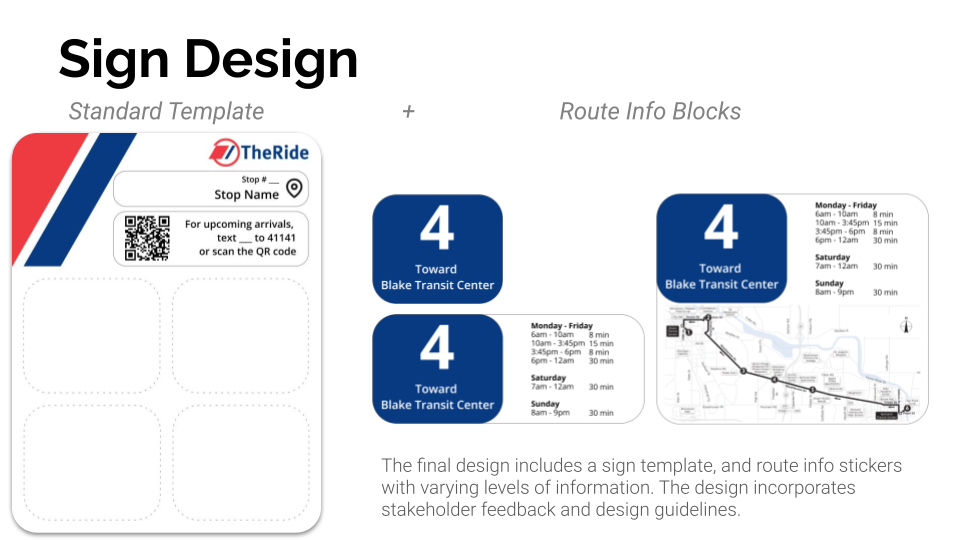 Sign Design
Standard Template
+
Route Info Blocks
TheRide
Stop # __
Stop Name
For upcoming arrivals,
text ___ to 41141
or scan the QR code
4
Toward
Blake Transit Center
4
Toward
Blake Transit Center
Monday - Friday
6am - 10am 8 min
10am - 3:45pm 15 min
3:45pm - 6pm 8 min
6pm - 12am 30 min
Saturday
7am - 12am 30 min
Sunday
8am - 9pm 30 min
4
Toward
Blake Transit Center
Monday - Friday
6am - 10am 8 min
10am - 3:45pm 15 min
3:45pm - 6pm 8 min
6pm - 12am 30 min
Saturday
7am - 12am 30 min
Sunday
8am - 9pm 30 min
The final design includes a sign template, and route info stickers
with varying levels of information. The design incorporates
stakeholder feedback and design guidelines.